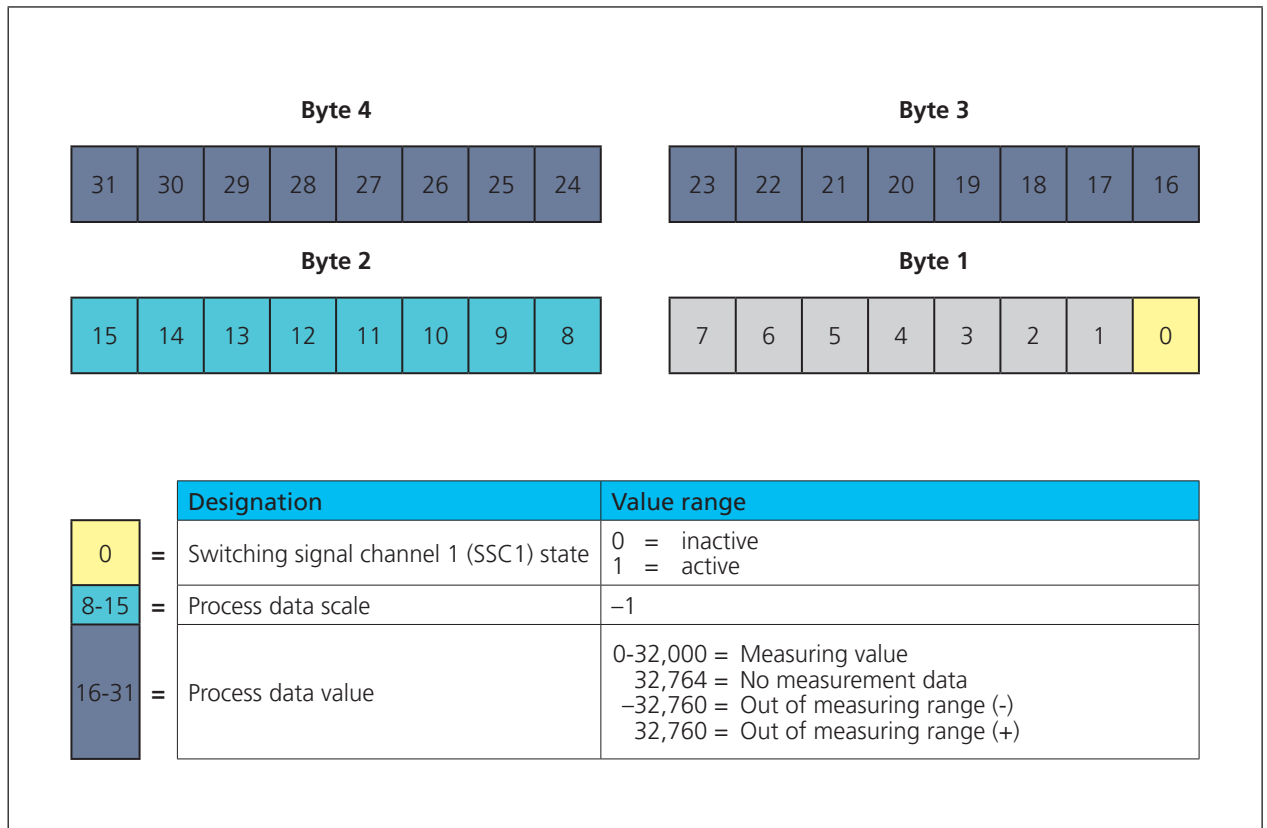 Byte 4
Byte 3
31 30 29 28 27 26 25 24
23 22 21 20 19 18 17 16
Byte 2
Byte 1
15 14 13 12 11 10 9 8
7 6 5 4 3 2 1 0
Designation
Value range
0 = Switching signal channel 1 (SSC1) state
0 = inactive
1 = active
8-15 = Process data scale
–1
16-31 = Process data value
0-32,000 = Measuring value
32,764 = No measurement data
–32,760 = Out of measuring range (-)
32,760 = Out of measuring range (+)